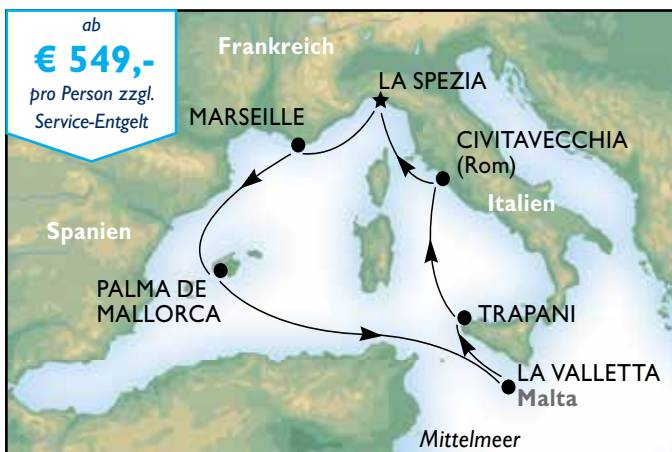 ab
€ 549,-
pro Person zzgl.
Service-Entgelt
Frankreich
LA SPEZIA
MARSEILLE
CIVITAVECCHIA
(Rom)
Italien
Spanien
PALMA DE
MALLORCA
TRAPANI
LA VALLETTA
Malta
Mittelmeer